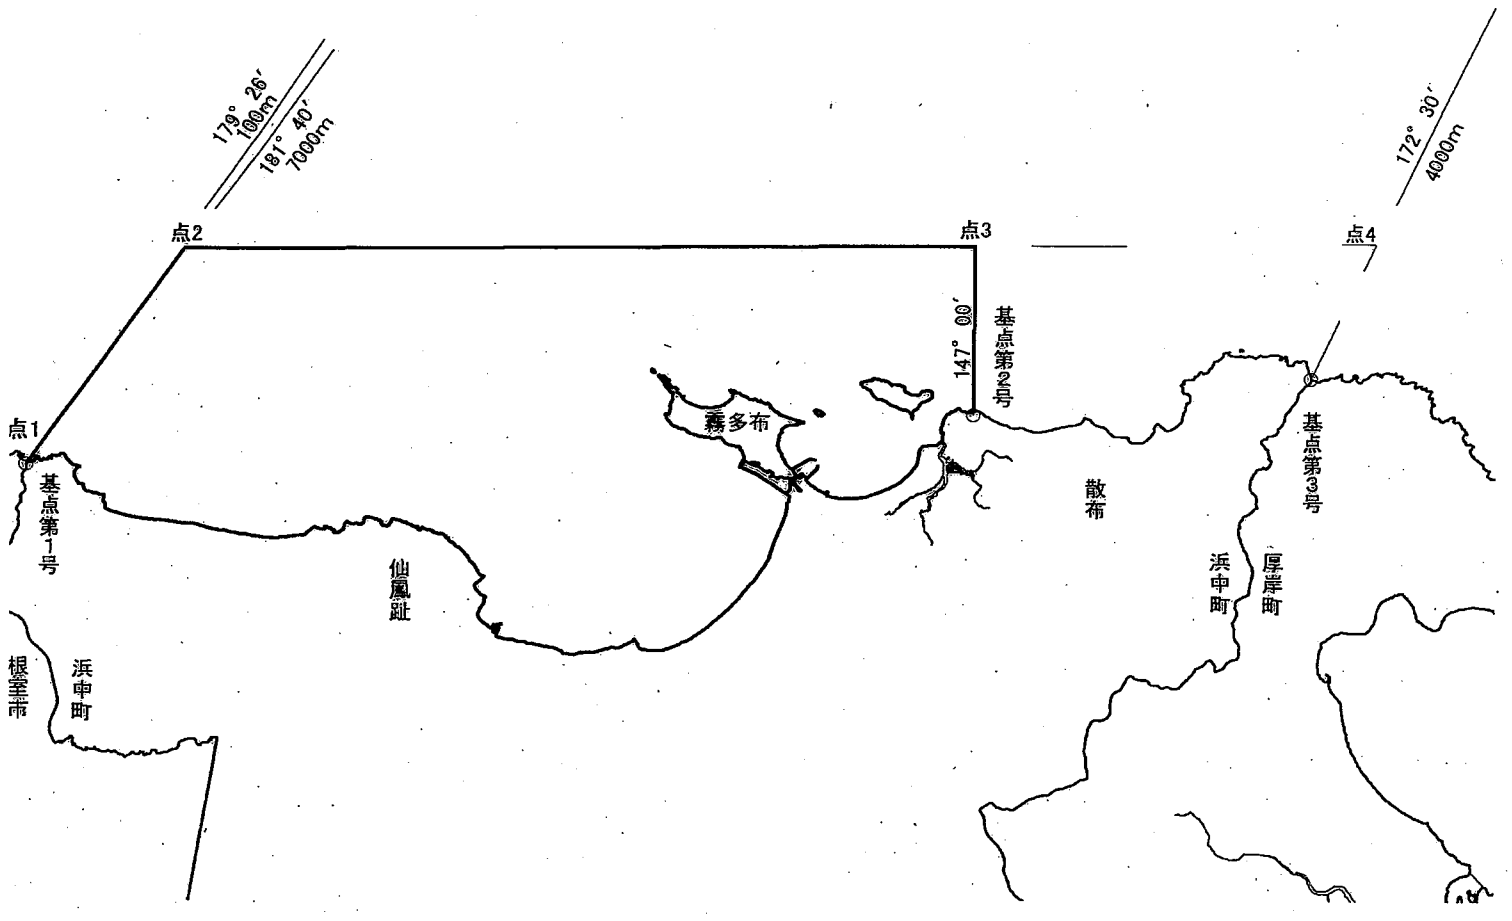 179° 26′
100m
181° 40′
7000m
172° 30′
4000m
点2
点3
点4
147° 00′
基点第2号
点1
基点第1号
霧多布
散布
基点第3号
仙鳳趾
浜中町
厚岸町
根室市
浜中町